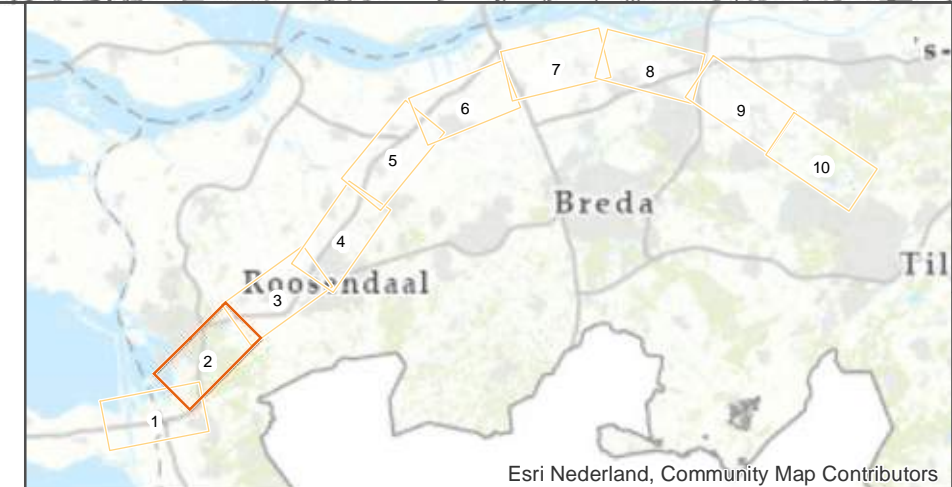 's-
7
8
6
9
5
10
Breda
4
Til
Roosendaal
3
2
1
Esri Nederland, Community Map Contributors